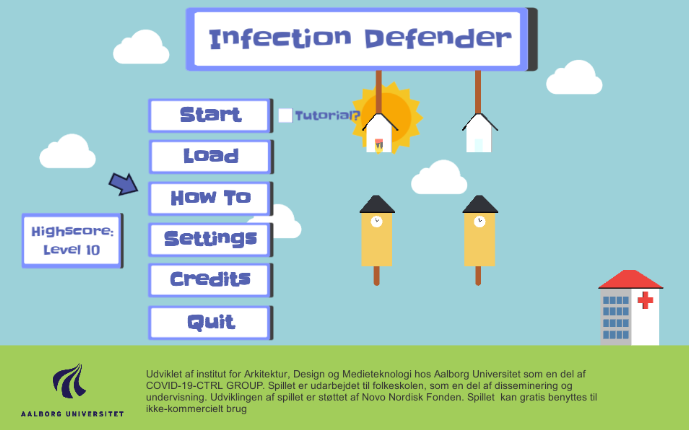 Infection Defender
Start
Tutorial?
Load
How To
Highscore:
Level 10
Settings
Credits
Quit
AALBORG UNIVERSITET
Udviklet af institut for Arkitektur, Design og Medieteknologi hos Aalborg Universitet som en del af
COVID-19-CTRL GROUP. Spillet er udarbejdet til folkeskolen, som en del af disseminering og
undervisning. Udviklingen af spillet er støttet af Novo Nordisk Fonden. Spillet kan gratis benyttes til
ikke-kommercielt brug